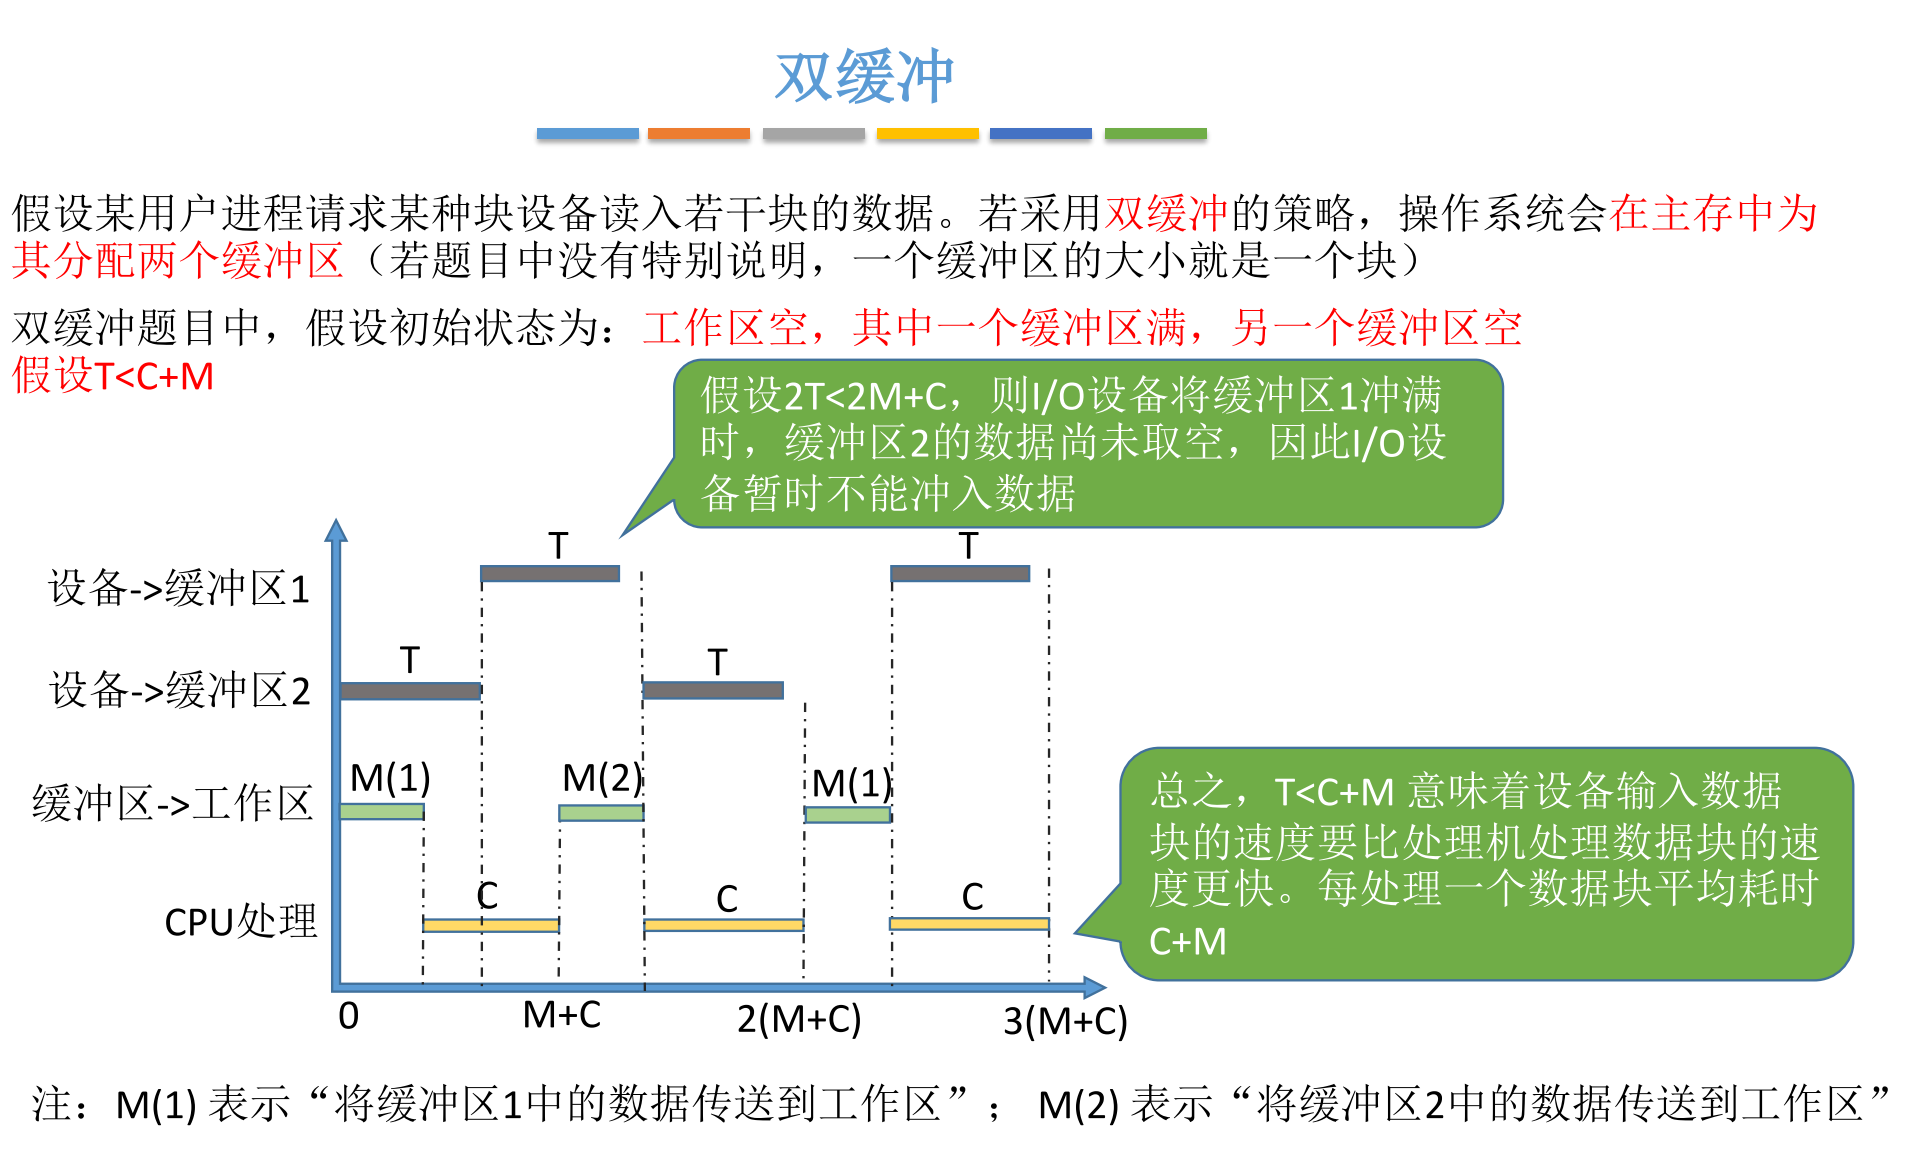 双缓冲
假设某用户进程请求某种块设备读入若干块的数据。若采用双缓冲的策略，操作系统会在主存中为
其分配两个缓冲区（若题目中没有特别说明，一个缓冲区的大小就是一个块）
双缓冲题目中，假设初始状态为：工作区空，其中一个缓冲区满，另一个缓冲区空
假设T<C+M
假设2T<2M+C，则I/O设备将缓冲区1冲满
时，缓冲区2的数据尚未取空，因此I/O设
备暂时不能冲入数据
T
T
设备->缓冲区1
T
T
设备->缓冲区2
M(1)
M(2)
M(1)
缓冲区->工作区
C
C
C
CPU处理
总之，T<C+M 意味着设备输入数据
块的速度要比处理机处理数据块的速
度更快。每处理一个数据块平均耗时
C+M
0
M+C
2(M+C)
3(M+C)
注：M(1) 表示“将缓冲区1中的数据传送到工作区”； M(2) 表示“将缓冲区2中的数据传送到工作区”